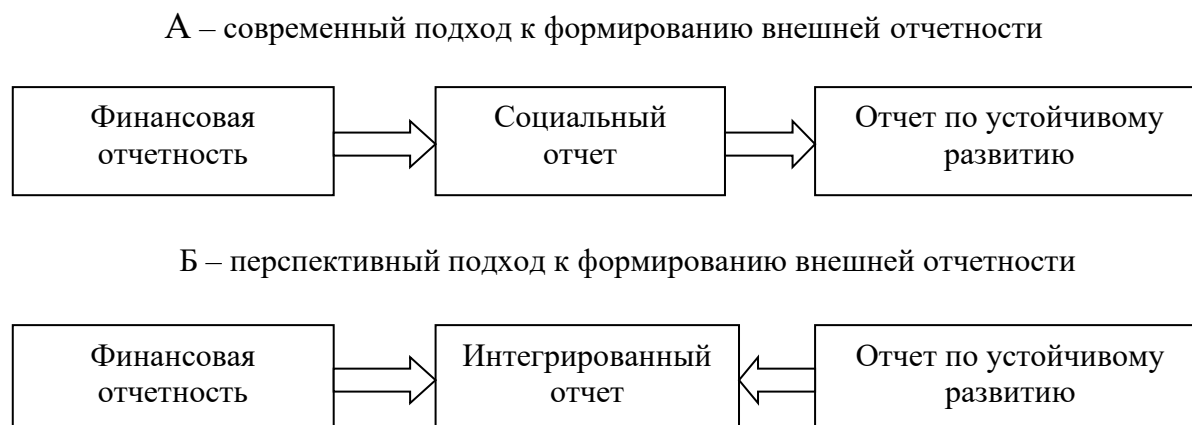 А – современный подход к формированию внешней отчетности
Финансовая
отчетность
Социальный
отчет
Отчет по устойчивому
развитию
Б – перспективный подход к формированию внешней отчетности
Финансовая
отчетность
Интегрированный
отчет
Отчет по устойчивому
развитию